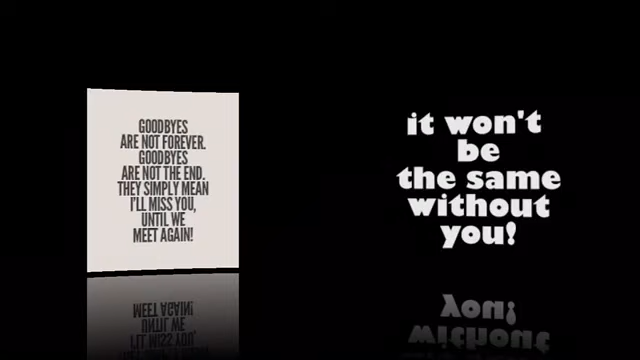 GOODBYES
ARE NOT FOREVER.
GOODBYES
ARE NOT THE END.
THEY SIMPLY MEAN
I'LL MISS YOU,
UNTIL WE
MEET AGAIN!
it won't
be
the same
without
you!